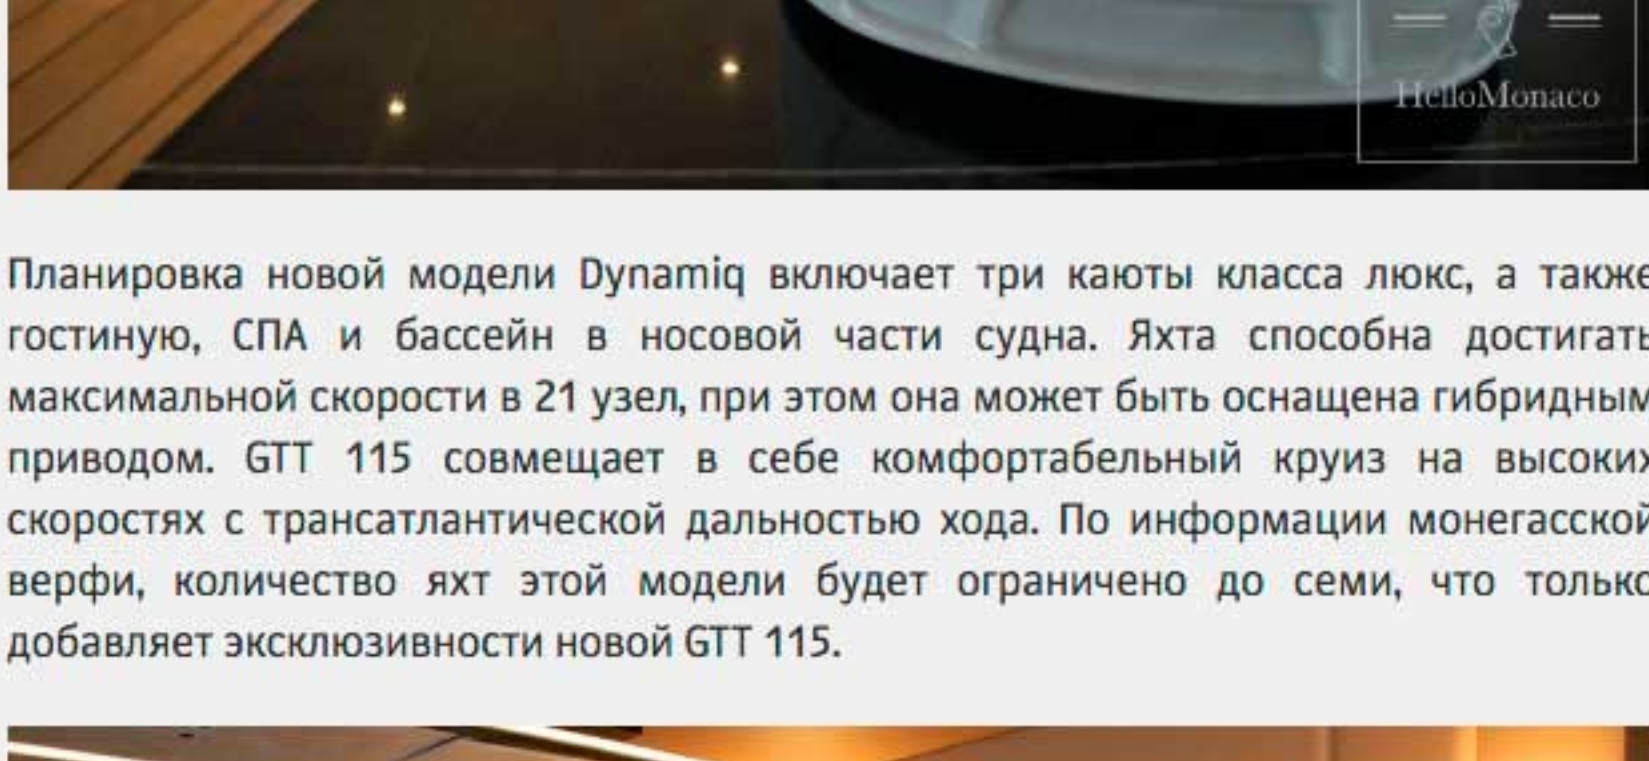 HelloMonaco
Планировка новой модели Dynamiq включает три каюты класса люкс, а также
гостиную, СПА и бассейн в носовой части судна. Яхта способна достигать
максимальной скорости в 21 узел, при этом она может быть оснащена гибридным
приводом. GTT 115 совмещает в себе комфортабельный круиз на высоких
скоростях с трансатлантической дальностью хода. По информации монегасской
верфи, количество яхт этой модели будет ограничено до семи, что только
добавляет эксклюзивности новой GTT 115.